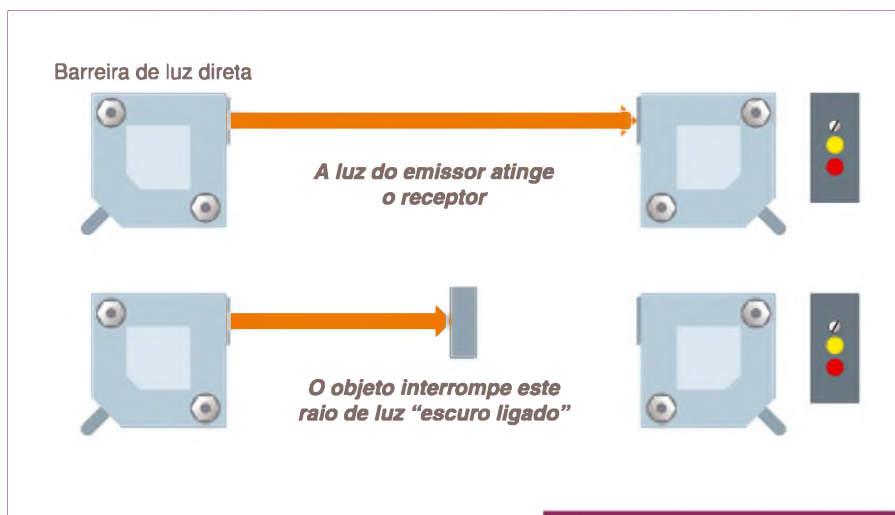 Barreira de luz direta
A luz do emissor atinge
o receptor
O objeto interrompe este
raio de luz “escuro ligado”